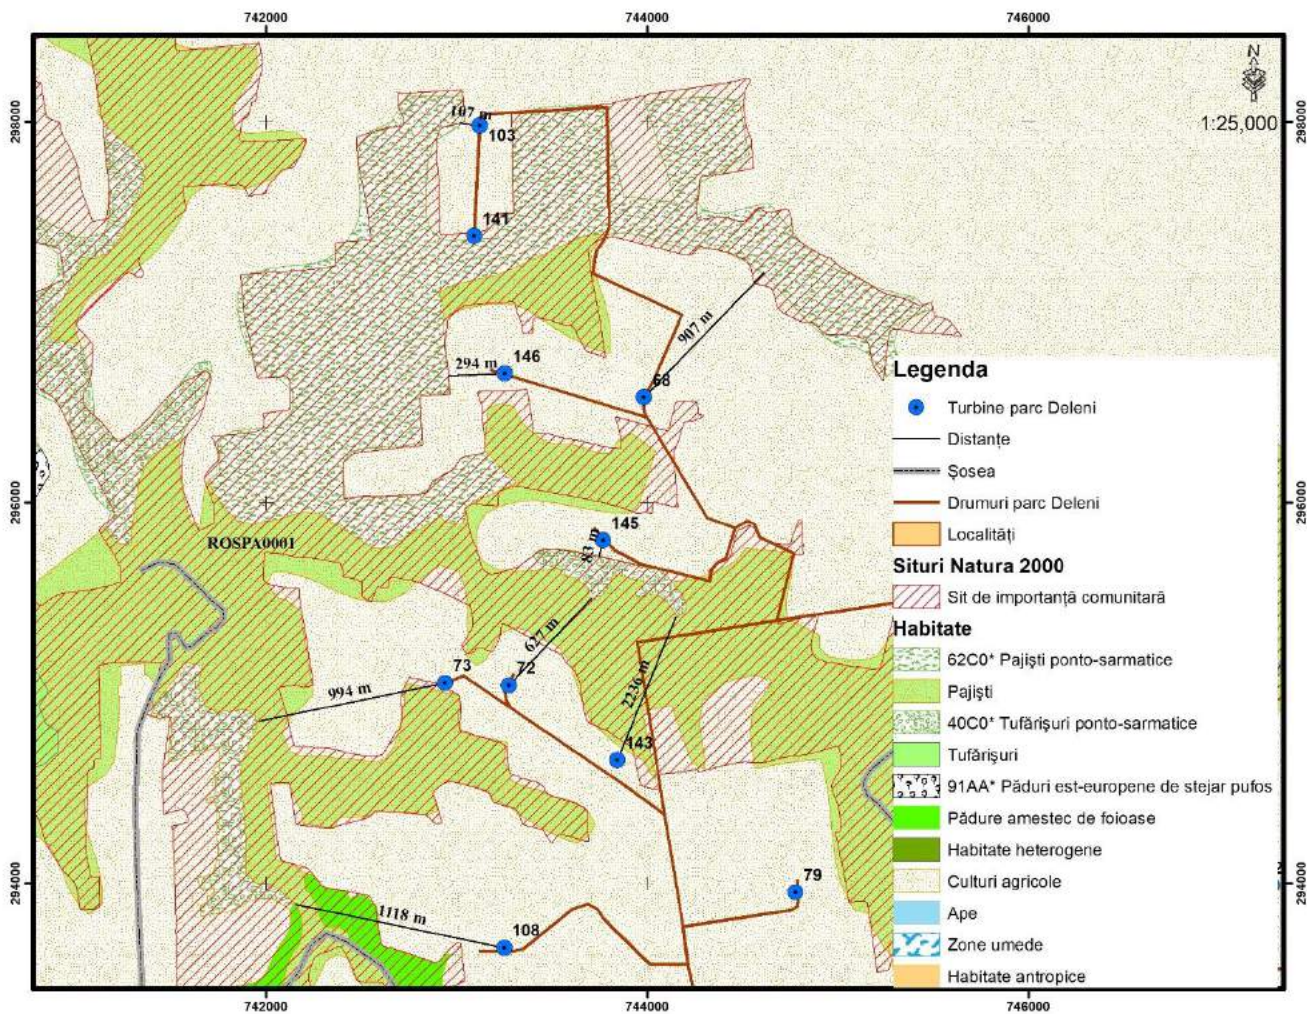 742000
744000
746000
298000
298000
N
1:25,000
107 m
103
141
907 m
294 m
146
68
Legenda
Turbine parc Deleni
Distanțe
Șosea
Drumuri parc Deleni
Localități
Situri Natura 2000
Sit de importanță comunitară
Habitate
62C0* Pajiști ponto-sarmatice
Pajiști
40C0* Tufărișuri ponto-sarmatice
Tufărișuri
91AA* Păduri est-europene de stejar pufos
Pădure amestec de foioase
Habitate heterogene
Culturi agricole
Ape
Zone umede
Habitate antropice
296000
296000
145
83 m
ROSPA0001
627 m
73
72
994 m
2236 m
143
79
294000
294000
1118 m
108
742000
744000
746000